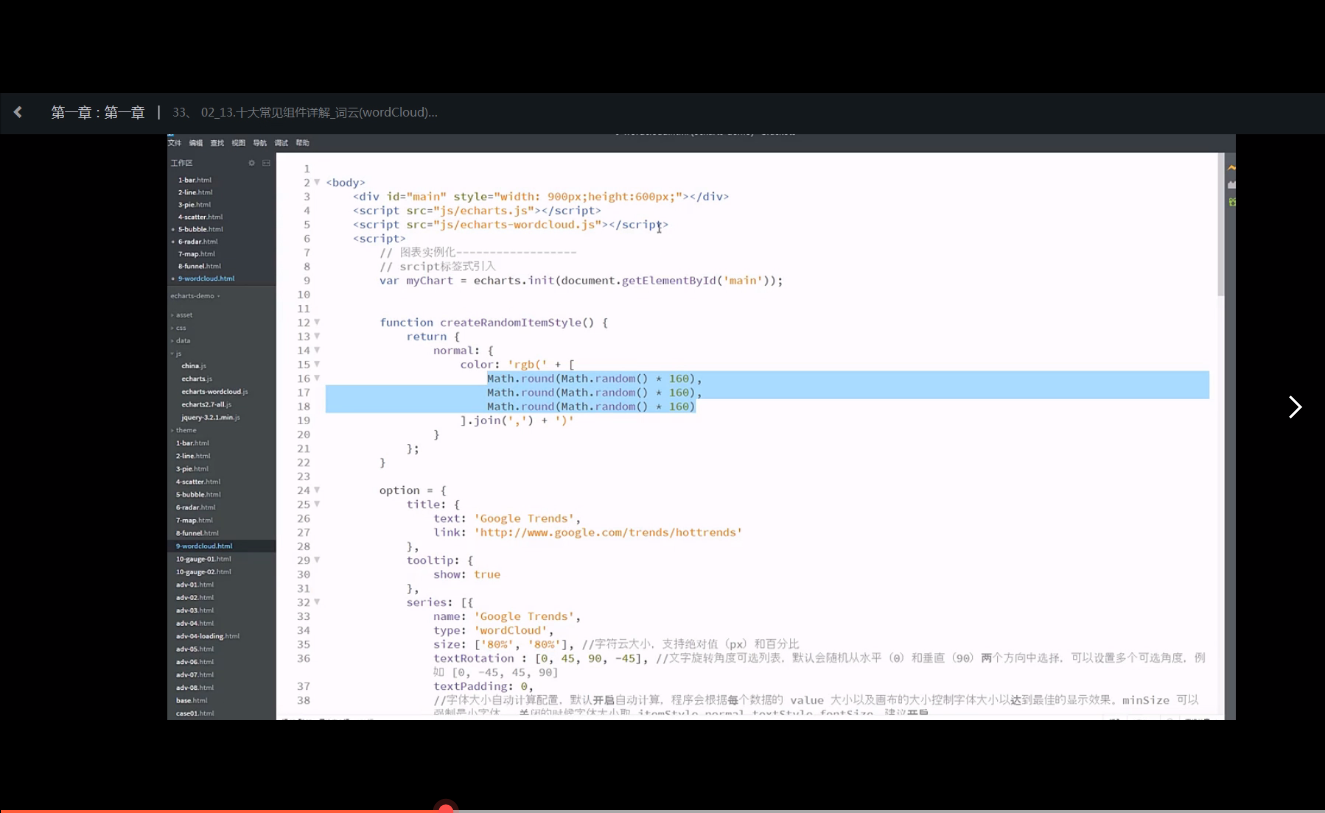 第一章 : 第一章 | 33、 02_13.十大常见组件详解_词云(wordCloud)...
文件 编辑 查找 视图 导航 调试 帮助
工作区
1-bar.html
2-line.html
3-pie.html
4-scatter.html
5-bubble.html
6-radar.html
7-map.html
8-funnel.html
9-wordcloud.html
echarts-demo
asset
css
data
js
china.js
echarts.js
echarts-wordcloud.js
echarts2.7-all.js
jquery-3.2.1.min.js
theme
1-bar.html
2-line.html
3-pie.html
4-scatter.html
5-bubble.html
6-radar.html
7-map.html
8-funnel.html
9-wordcloud.html
10-gauge-01.html
10-gauge-02.html
adv-01.html
adv-02.html
adv-03.html
adv-04.html
adv-04-loading.html
adv-05.html
adv-06.html
adv-07.html
adv-08.html
base.html
case01.html
1
2 <body>
3 <div id="main" style="width: 900px;height:600px;"></div>
4 <script src="js/echarts.js"></script>
5 <script src="js/echarts-wordcloud.js"></script>
6 <script>
7 // 图表实例化------------------
8 // srcipt标签式引入
9 var myChart = echarts.init(document.getElementById('main'));
10
11
12 function createRandomItemStyle() {
13 return {
14 normal: {
15 color: 'rgb(' + [
16 Math.round(Math.random() * 160),
17 Math.round(Math.random() * 160),
18 Math.round(Math.random() * 160)
19 ].join(',') + ')'
20 }
21 };
22 }
23
24 option = {
25 title: {
26 text: 'Google Trends',
27 link: 'http://www.google.com/trends/hottrends'
28 },
29 tooltip: {
30 show: true
31 },
32 series: [{
33 name: 'Google Trends',
34 type: 'wordCloud',
35 size: ['80%', '80%'], //字符云大小，支持绝对值（px）和百分比
36 textRotation : [0, 45, 90, -45], //文字旋转角度可选列表，默认会随机从水平（0）和垂直（90）两个方向中选择，可以设置多个可选角度，例
如 [0, -45, 45, 90]
37 textPadding: 0,
38 //字体大小自动计算配置，默认开启自动计算，程序会根据每个数据的 value 大小以及画布的大小控制字体大小以达到最佳的显示效果。minSize 可以